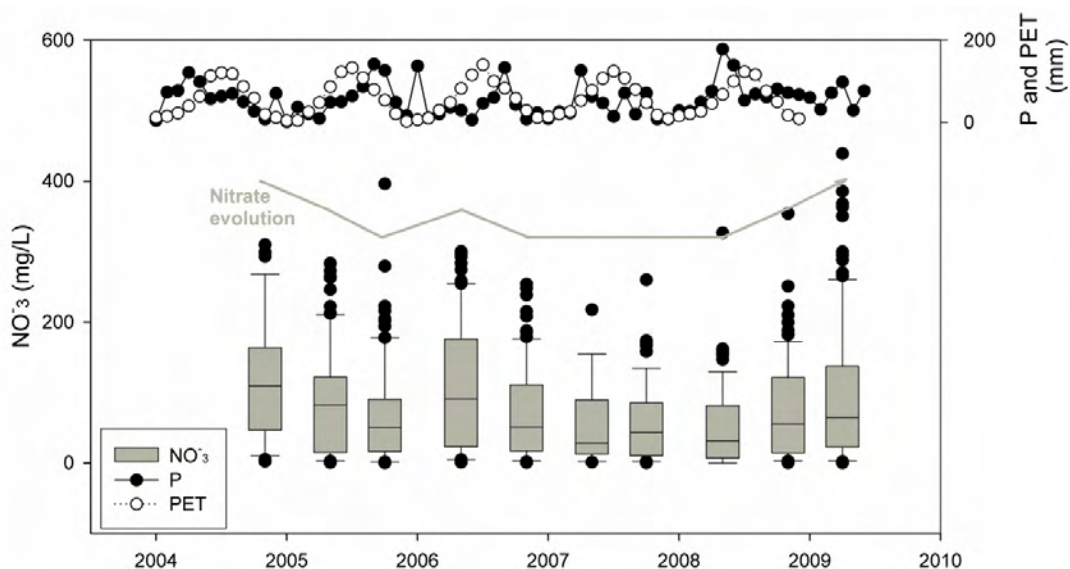 600
400
200
0
NO⁻₃ (mg/L)
200
0
P and PET
(mm)
Nitrate
evolution
NO⁻₃
P
PET
2004 2005 2006 2007 2008 2009 2010